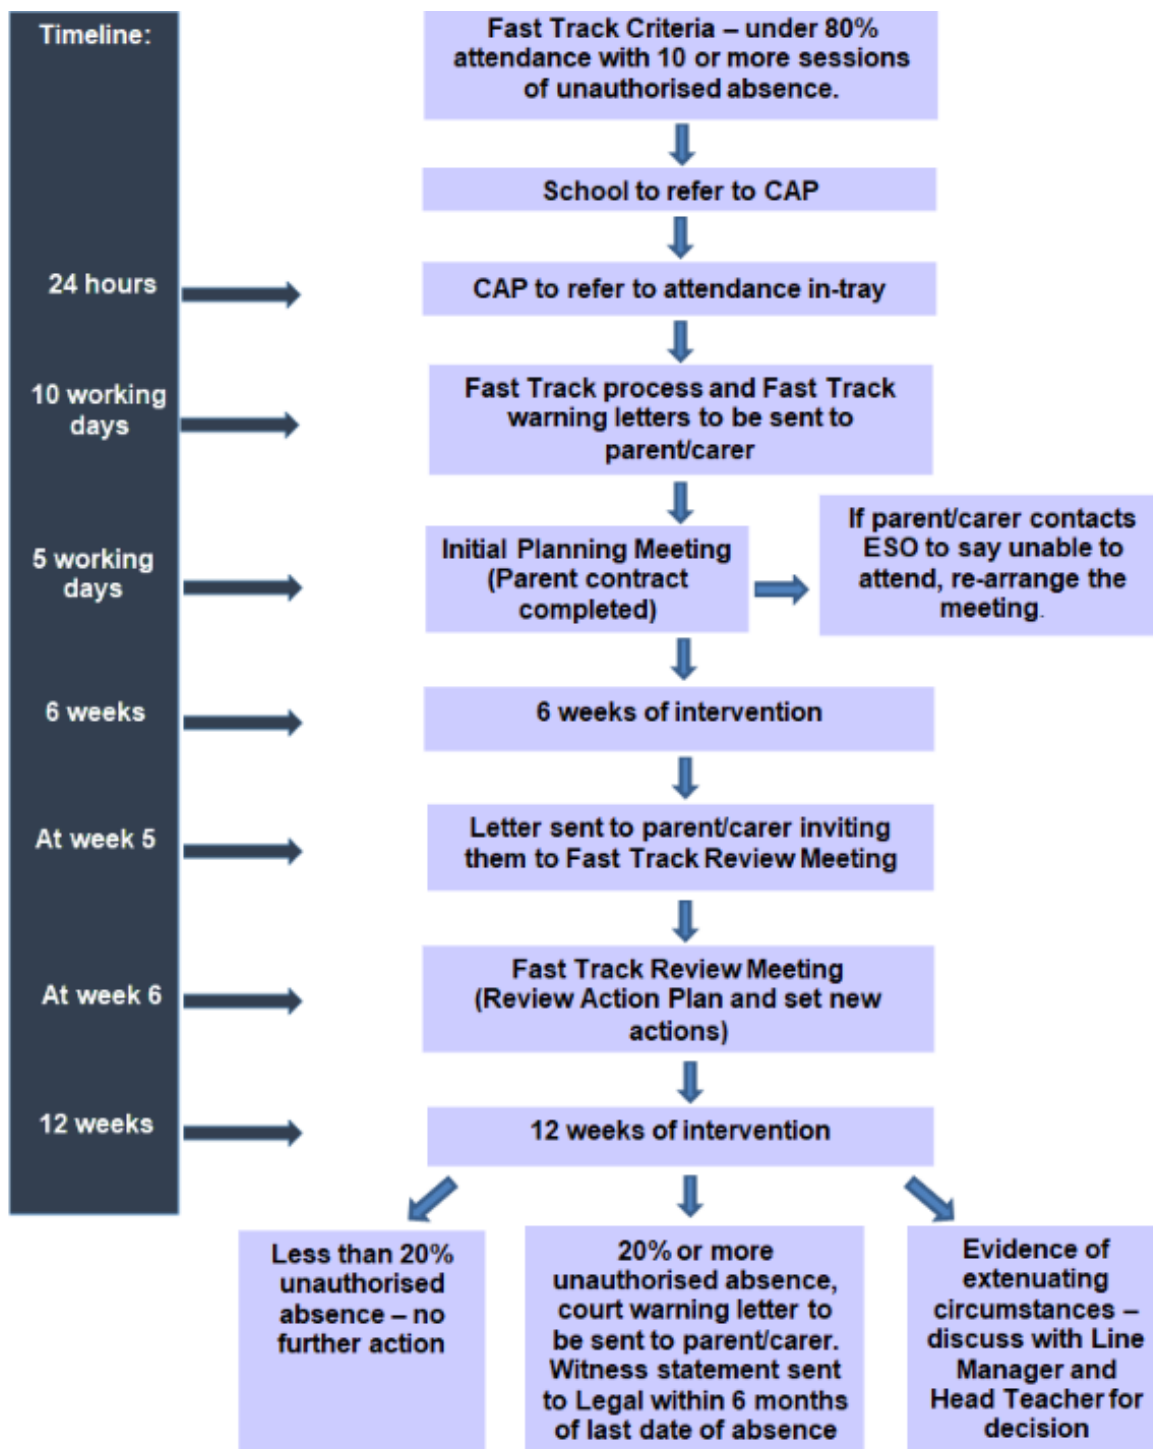 Timeline:
Fast Track Criteria – under 80%
attendance with 10 or more sessions
of unauthorised absence.
School to refer to CAP
24 hours
CAP to refer to attendance in-tray
10 working
days
Fast Track process and Fast Track
warning letters to be sent to
parent/carer
5 working
days
Initial Planning Meeting
(Parent contract
completed)
If parent/carer contacts
ESO to say unable to
attend, re-arrange the
meeting.
6 weeks
6 weeks of intervention
At week 5
Letter sent to parent/carer inviting
them to Fast Track Review Meeting
At week 6
Fast Track Review Meeting
(Review Action Plan and set new
actions)
12 weeks
12 weeks of intervention
Less than 20%
unauthorised
absence – no
further action
20% or more
unauthorised absence,
court warning letter to
be sent to parent/carer.
Witness statement sent
to Legal within 6 months
of last date of absence
Evidence of
extenuating
circumstances –
discuss with Line
Manager and
Head Teacher for
decision